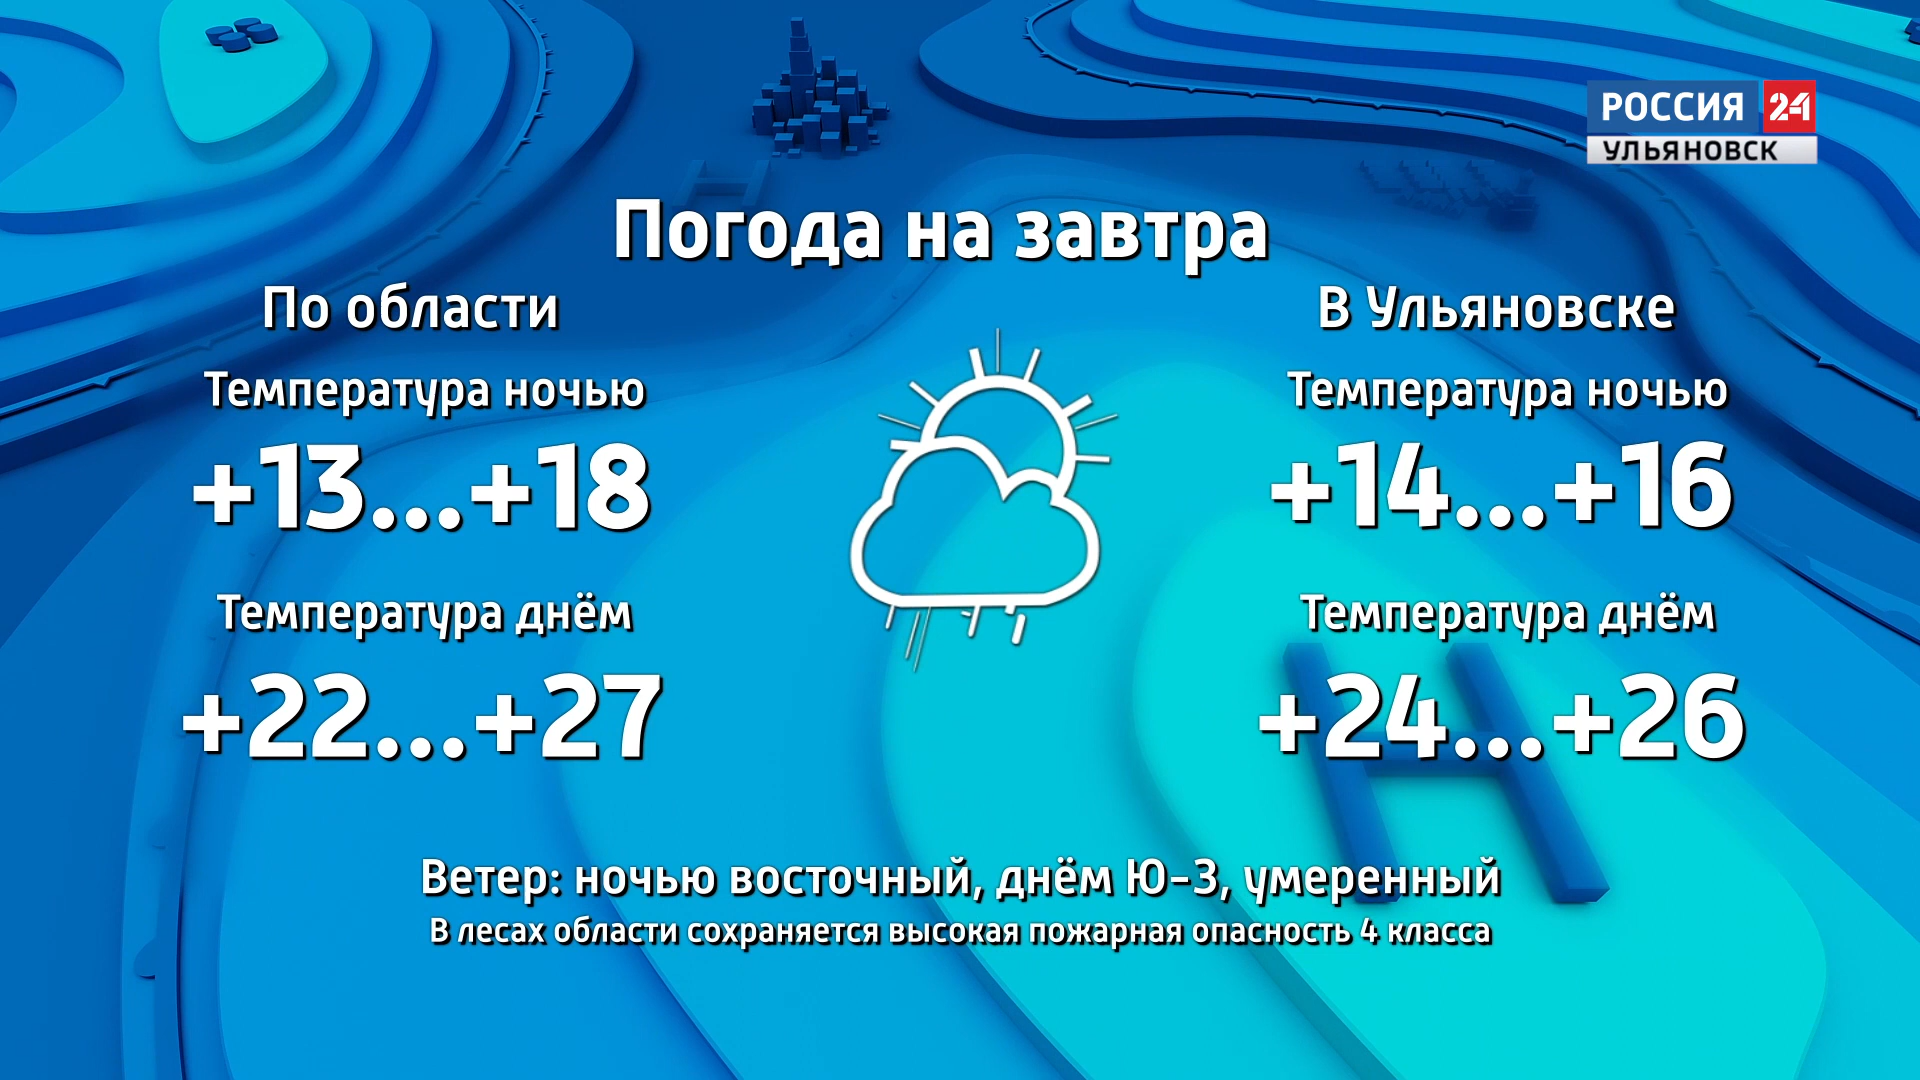 РОССИЯ 24
УЛЬЯНОВСК
Погода на завтра
По области
Температура ночью
+13...+18
Температура днём
+22...+27
В Ульяновске
Температура ночью
+14...+16
Температура днём
+24...+26
Ветер: ночью восточный, днём Ю-З, умеренный
В лесах области сохраняется высокая пожарная опасность 4 класса